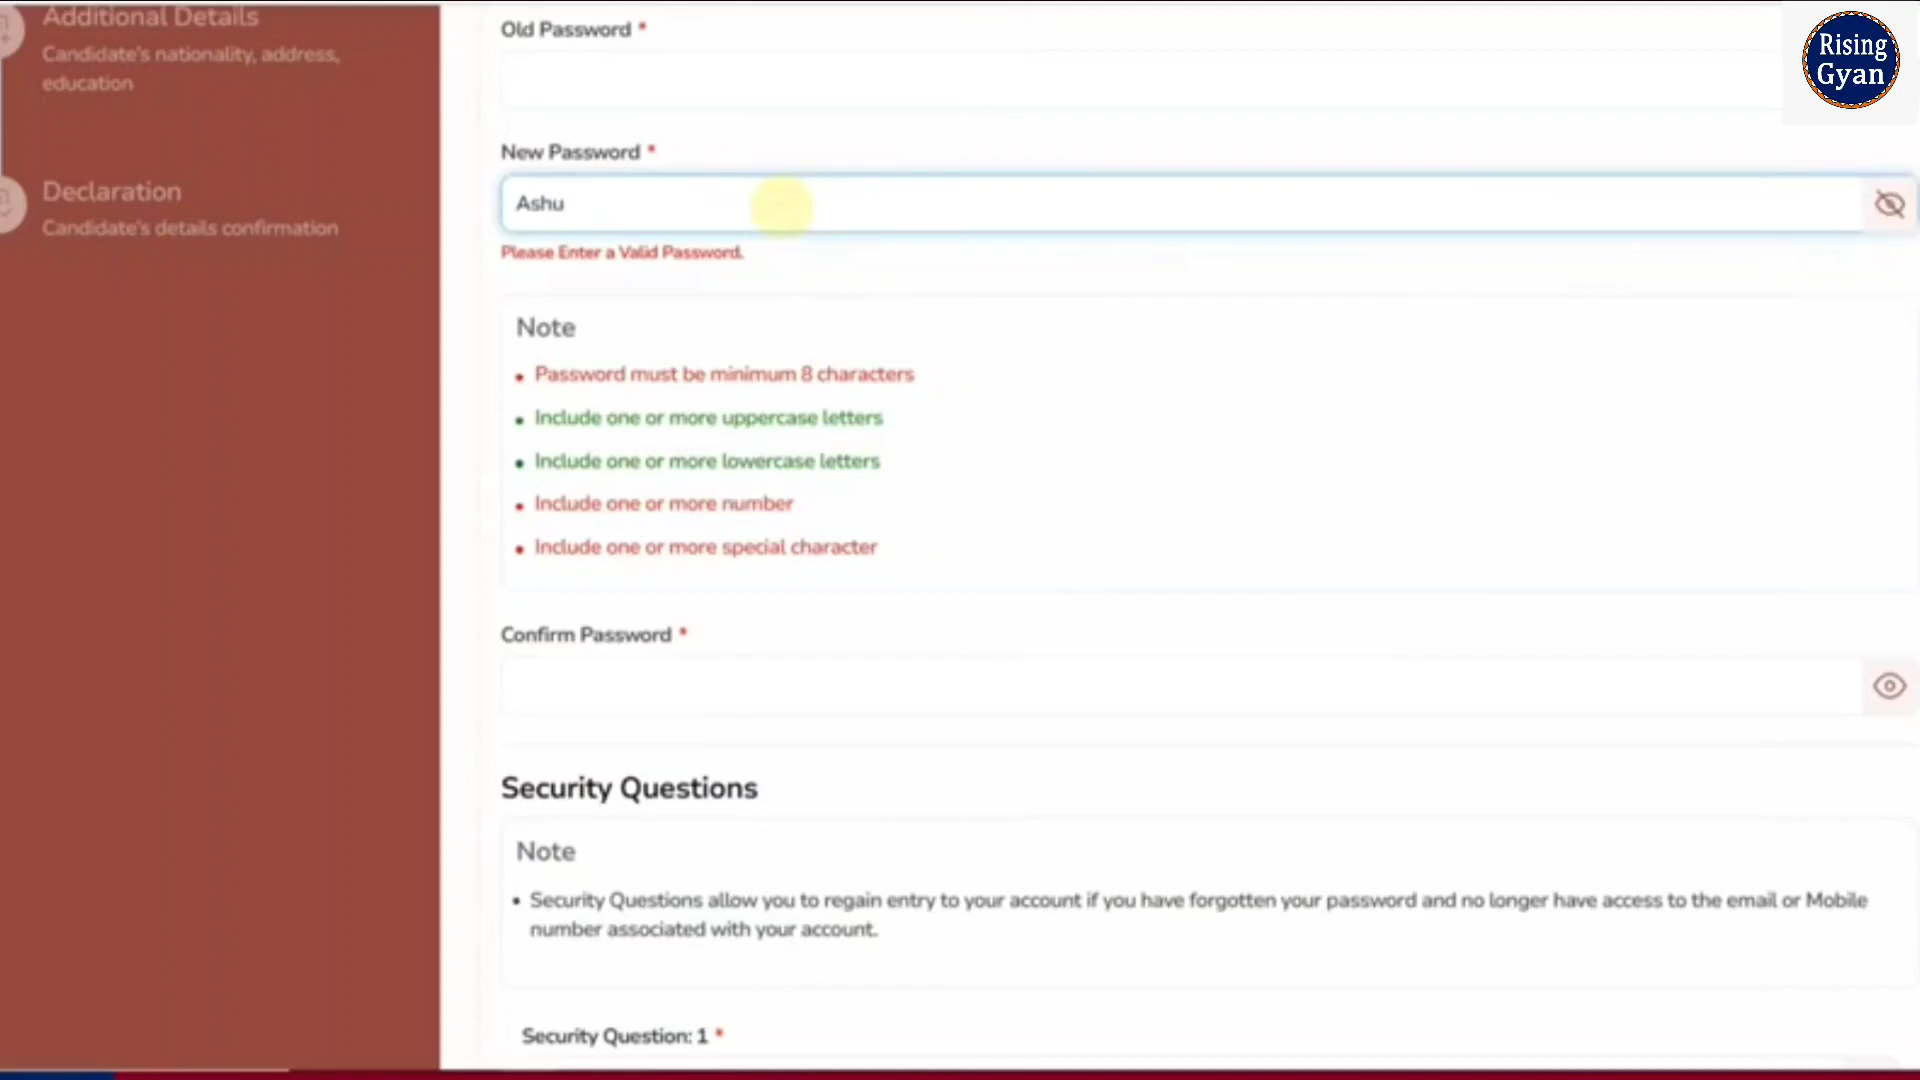 Additional Details
Candidate's nationality, address,
education
Declaration
Candidate's details confirmation
Old Password *
New Password *
Ashu
Please Enter a Valid Password.
Note
• Password must be minimum 8 characters
• Include one or more uppercase letters
• Include one or more lowercase letters
• Include one or more number
• Include one or more special character
Confirm Password *
Security Questions
Note
• Security Questions allow you to regain entry to your account if you have forgotten your password and no longer have access to the email or Mobile
number associated with your account.
Security Question: 1 *
Rising
Gyan